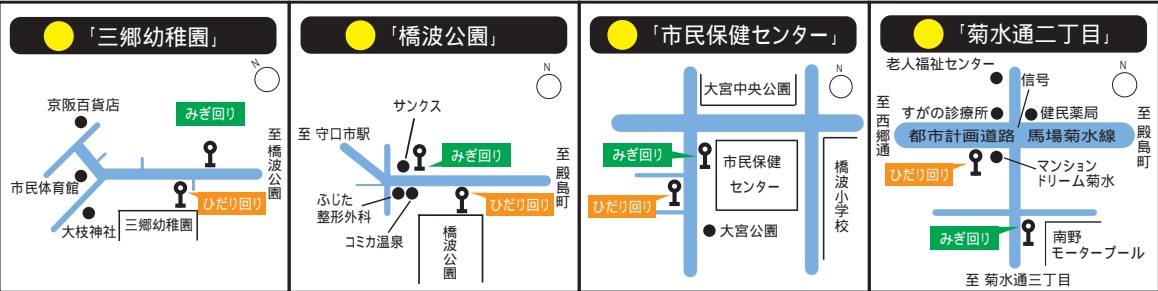 「三郷幼稚園」
N
京阪百貨店
みぎ回り
至橋波公園
市民体育館
ひだり回り
大枝神社
三郷幼稚園
「橋波公園」
N
サンクス
至 守口市駅
みぎ回り
至殿島町
ふじた
整形外科
ひだり回り
コミカ温泉
橋波公園
「市民保健センター」
N
大宮中央公園
みぎ回り
市民保健
センター
橋波小学校
ひだり回り
大宮公園
「菊水通二丁目」
N
老人福祉センター
信号
至西郷通
すがの診療所
健民薬局
至殿島町
都市計画道路 馬場菊水線
ひだり回り
マンション
ドリーム菊水
みぎ回り
南野
モータープール
至 菊水通三丁目